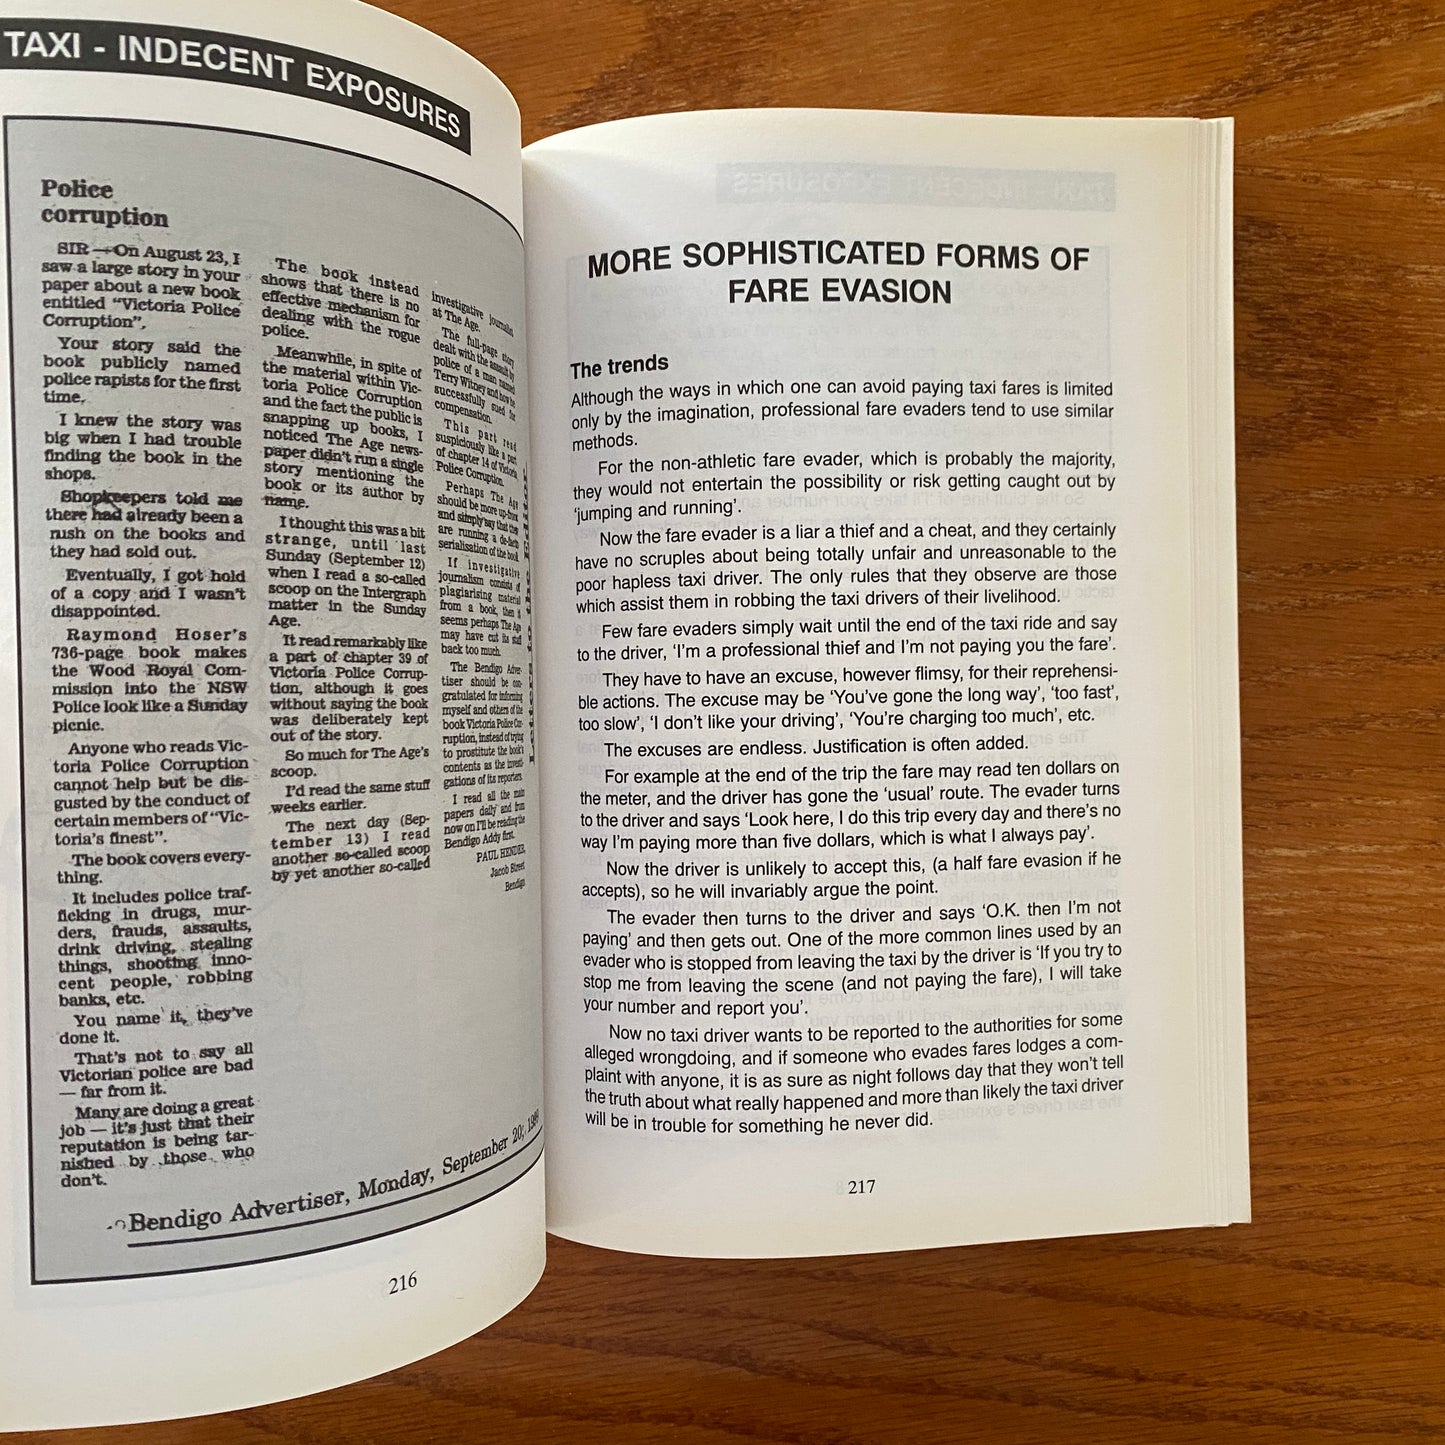 TAXI - INDECENT EXPOSURES
Police
corruption
SIR — On August 23, I
saw a large story in your
paper about a new book
entitled "Victoria Police
Corruption".
Your story said the
book publicly named
police rapists for the first
time.
I knew the story was
big when I had trouble
finding the book in the
shops.
Shopkeepers told me
there had already been a
rush on the books and
they had sold out.
Eventually, I got hold
of a copy and I wasn't
disappointed.
Raymond Hoser's
736-page book makes
the Wood Royal Com-
mission into the NSW
Police look like a Sunday
picnic.
Anyone who reads Vic-
toria Police Corruption
cannot help but be dis-
gusted by the conduct of
certain members of "Vic-
toria's finest".
The book covers every-
thing.
It includes police traf-
ficking in drugs, mur-
ders, frauds, assaults,
drink driving, stealing
things, shooting inno-
cent people, robbing
banks, etc.
You name it, they've
done it.
That's not to say all
Victorian police are bad
— far from it.
Many are doing a great
job — it's just that their
reputation is being tar-
nished by those who
don't.
The book instead
shows that there is no
effective mechanism for
dealing with the rogue
police.
Meanwhile, in spite of
the material within Vic-
toria Police Corruption
and the fact the public is
snapping up books, I
noticed The Age news-
paper didn't run a single
story mentioning the
book or its author by
name.
I thought this was a bit
strange, until last
Sunday (September 12)
when I read a so-called
scoop on the Intergraph
matter in the Sunday
Age.
It read remarkably like
a part of chapter 39 of
Victoria Police Corrup-
tion, although it goes
without saying the book
was deliberately kept
out of the story.
So much for The Age's
scoop.
I'd read the same stuff
weeks earlier.
The next day (Sep-
tember 13) I read
another so-called scoop
by yet another so-called
investigative journalist
at The Age.
The full-page story
dealt with the assault by
police of a man named
Terry Witney and how he
successfully sued for
compensation.
This part read
suspiciously like a part
of chapter 14 of Victoria
Police Corruption.
Perhaps The Age
should be more up-front
and simply say that they
are running a de-facto
serialisation of the book
If investigative
journalism consists of
plagiarising material
from a book, then it
seems perhaps The Age
may have cut its staff
back too much.
The Bendigo Adver-
tiser should be con-
gratulated for informing
myself and others of the
book Victoria Police Cor-
ruption, instead of trying
to prostitute the book's
contents as the investi-
gations of its reporters.
I read all the main
papers daily and from
now on I'll be reading the
Bendigo Addy first.
PAUL HENDER,
Jacob Street
Bendigo
Letters to the Editor
Bendigo Advertiser, Monday, September 20,
216
MORE SOPHISTICATED FORMS OF
FARE EVASION
The trends
Although the ways in which one can avoid paying taxi fares is limited
only by the imagination, professional fare evaders tend to use similar
methods.
For the non-athletic fare evader, which is probably the majority,
they would not entertain the possibility or risk getting caught out by
'jumping and running'.
Now the fare evader is a liar a thief and a cheat, and they certainly
have no scruples about being totally unfair and unreasonable to the
poor hapless taxi driver. The only rules that they observe are those
which assist them in robbing the taxi drivers of their livelihood.
Few fare evaders simply wait until the end of the taxi ride and say
to the driver, 'I'm a professional thief and I'm not paying you the fare'.
They have to have an excuse, however flimsy, for their reprehensi-
ble actions. The excuse may be 'You've gone the long way', 'too fast',
too slow', 'I don't like your driving', 'You're charging too much', etc.
The excuses are endless. Justification is often added.
For example at the end of the trip the fare may read ten dollars on
the meter, and the driver has gone the 'usual' route. The evader turns
to the driver and says 'Look here, I do this trip every day and there's no
way I'm paying more than five dollars, which is what I always pay'.
Now the driver is unlikely to accept this, (a half fare evasion if he
accepts), so he will invariably argue the point.
The evader then turns to the driver and says 'O.K. then I'm not
paying' and then gets out. One of the more common lines used by an
evader who is stopped from leaving the taxi by the driver is 'If you try to
stop me from leaving the scene (and not paying the fare), I will take
your number and report you'.
Now no taxi driver wants to be reported to the authorities for some
alleged wrongdoing, and if someone who evades fares lodges a com-
plaint with anyone, it is as sure as night follows day that they won't tell
the truth about what really happened and more than likely the taxi driver
will be in trouble for something he never did.
217